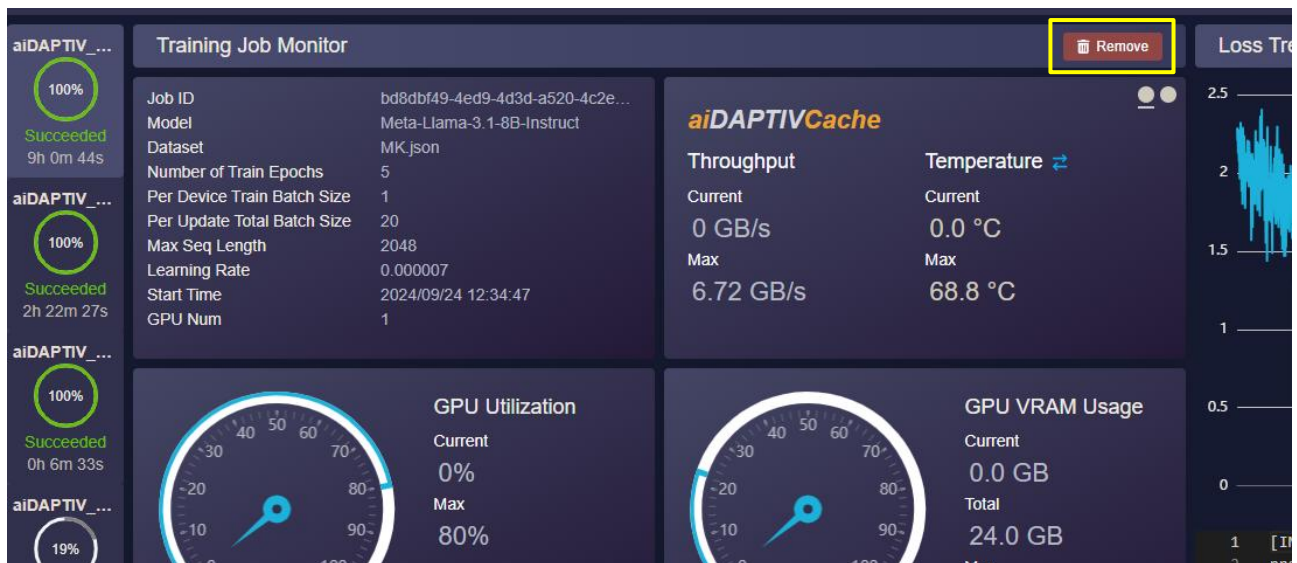 aiDAPTIV_...
100%
Succeeded
9h 0m 44s
aiDAPTIV_...
100%
Succeeded
2h 22m 27s
aiDAPTIV_...
100%
Succeeded
0h 6m 33s
aiDAPTIV_...
19%
Training Job Monitor
Remove
Job ID bd8dbf49-4ed9-4d3d-a520-4c2e...
Model Meta-Llama-3.1-8B-Instruct
Dataset MK.json
Number of Train Epochs 5
Per Device Train Batch Size 1
Per Update Total Batch Size 20
Max Seq Length 2048
Learning Rate 0.000007
Start Time 2024/09/24 12:34:47
GPU Num 1
aiDAPTIVCache
Throughput
Current
0 GB/s
Max
6.72 GB/s
Temperature
Current
0.0 °C
Max
68.8 °C
10 20 30 40 50 60 70 80 90
GPU Utilization
Current
0%
Max
80%
10 20 30 40 50 60 70 80 90
GPU VRAM Usage
Current
0.0 GB
Total
24.0 GB
Loss Tre
2.5
2
1.5
1
0.5
0
1 [I